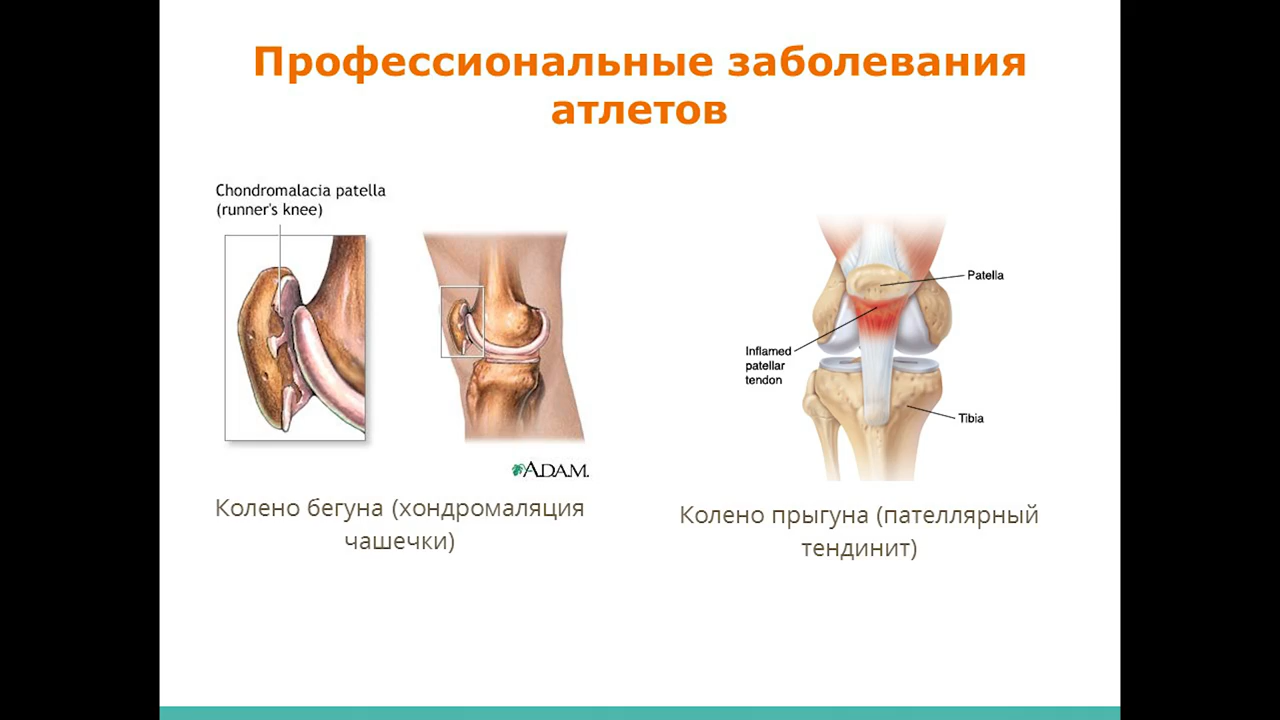 Профессиональные заболевания
атлетов
Chondromalacia patella
(runner's knee)
A.D.A.M.
Колено бегуна (хондромаляция
чашечки)
Patella
Inflamed
patellar
tendon
Tibia
Колено прыгуна (пателлярный
тендинит)